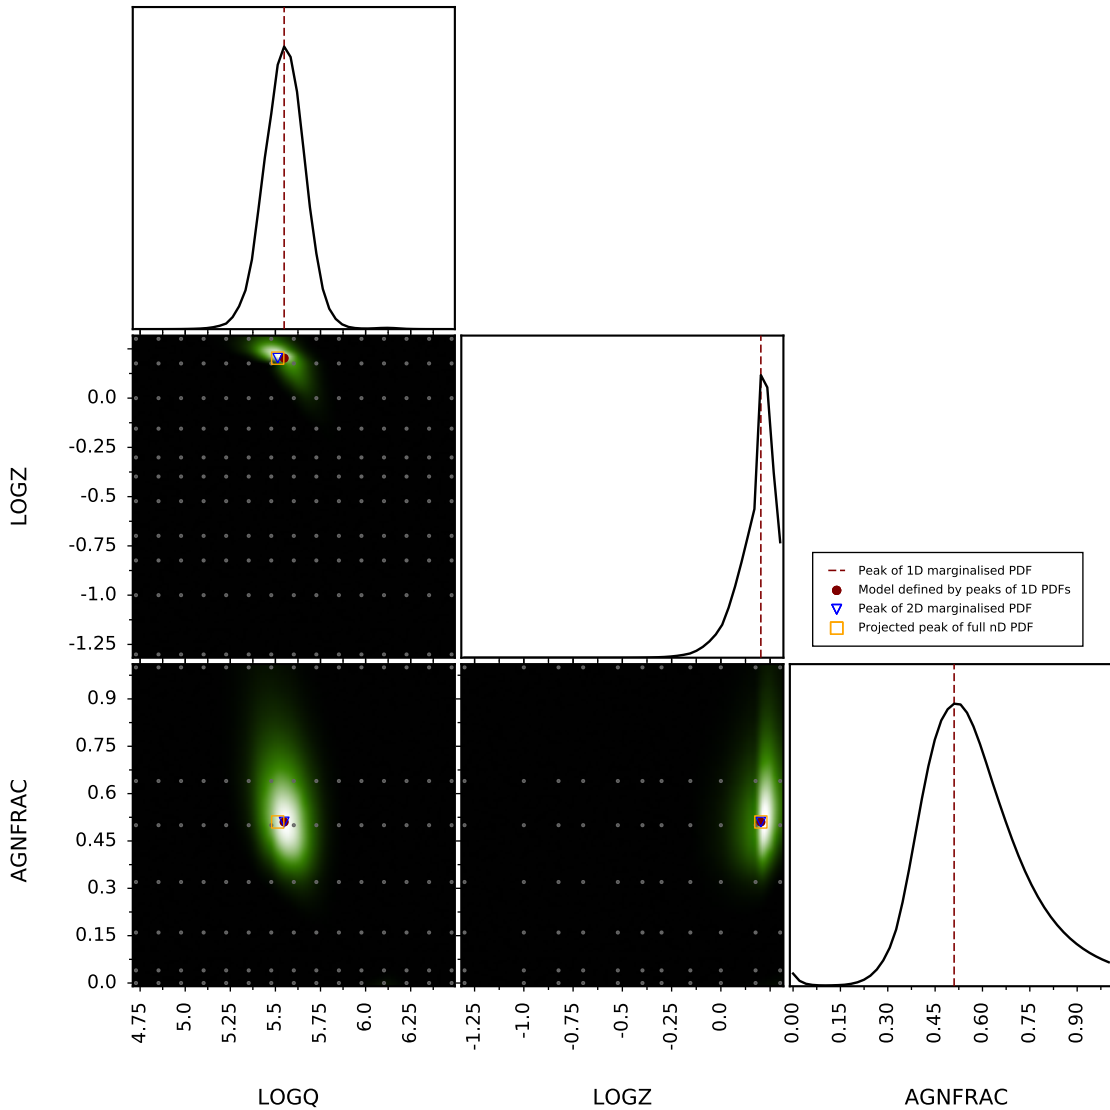 LOGZ
0.0
-0.25
-0.5
-0.75
-1.0
-1.25
Peak of 1D marginalised PDF
Model defined by peaks of 1D PDFs
Peak of 2D marginalised PDF
Projected peak of full nD PDF
AGNFRAC
0.9
0.75
0.6
0.45
0.3
0.15
0.0
4.75 5.0 5.25 5.5 5.75 6.0 6.25
-1.25 -1.0 -0.75 -0.5 -0.25 0.0
0.00 0.15 0.30 0.45 0.60 0.75 0.90
LOGQ LOGZ AGNFRAC